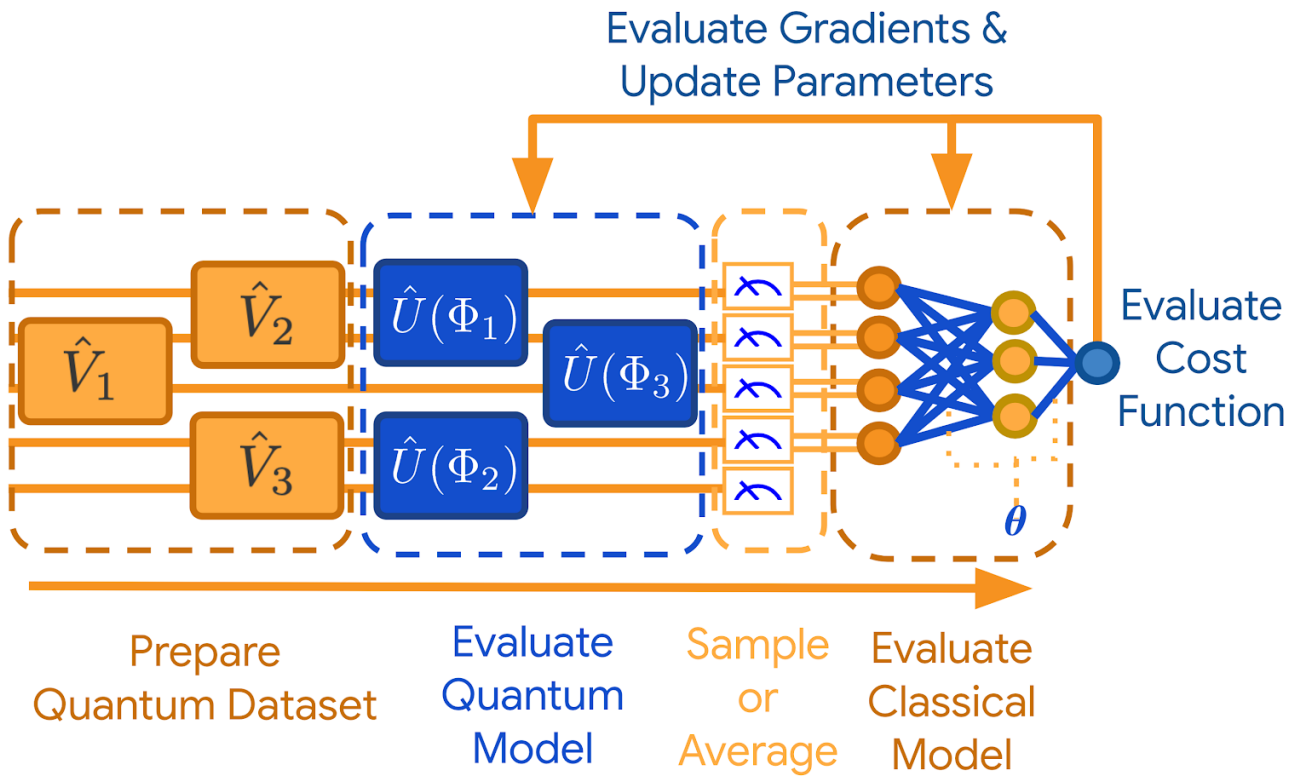 Evaluate Gradients &
Update Parameters
V̂₂
Û(Φ₁)
V̂₁
Û(Φ₃)
V̂₃
Û(Φ₂)
Evaluate
Cost
Function
θ
Prepare
Quantum Dataset
Evaluate
Quantum
Model
Sample
or
Average
Evaluate
Classical
Model